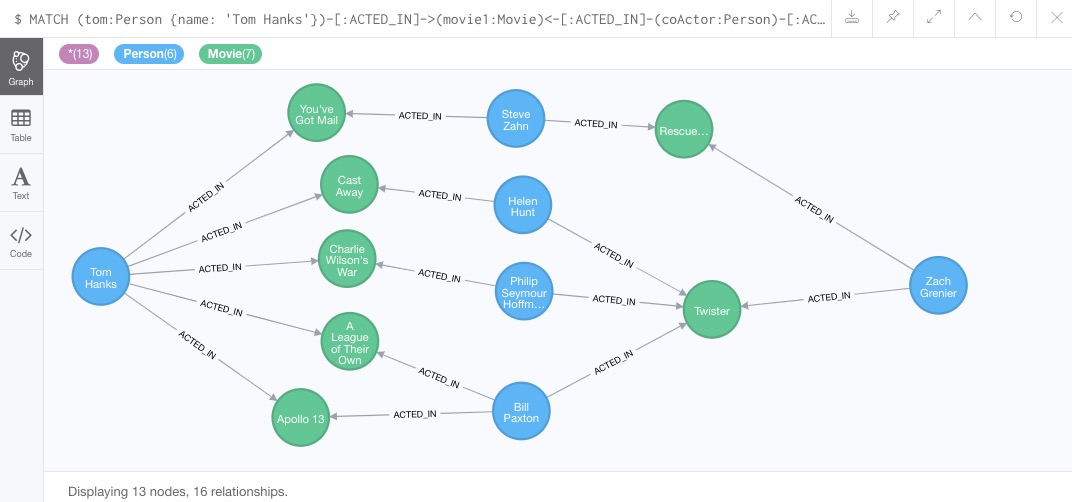 $ MATCH (tom:Person {name: 'Tom Hanks'})-[:ACTED_IN]->(movie1:Movie)<-[:ACTED_IN]-(coActor:Person)-[:AC…
*(13) Person(6) Movie(7)
Graph
Table
A
Text
Code
You've
Got Mail
ACTED_IN
Steve
Zahn
ACTED_IN
Rescue…
ACTED_IN
Cast
Away
ACTED_IN
Helen
Hunt
ACTED_IN
ACTED_IN
Charlie
Wilson's
War
ACTED_IN
ACTED_IN
Tom
Hanks
ACTED_IN
ACTED_IN
Philip
Seymour
Hoffm…
ACTED_IN
Twister
ACTED_IN
Zach
Grenier
ACTED_IN
A
League
of Their
Own
ACTED_IN
ACTED_IN
ACTED_IN
Apollo 13
ACTED_IN
Bill
Paxton
Displaying 13 nodes, 16 relationships.